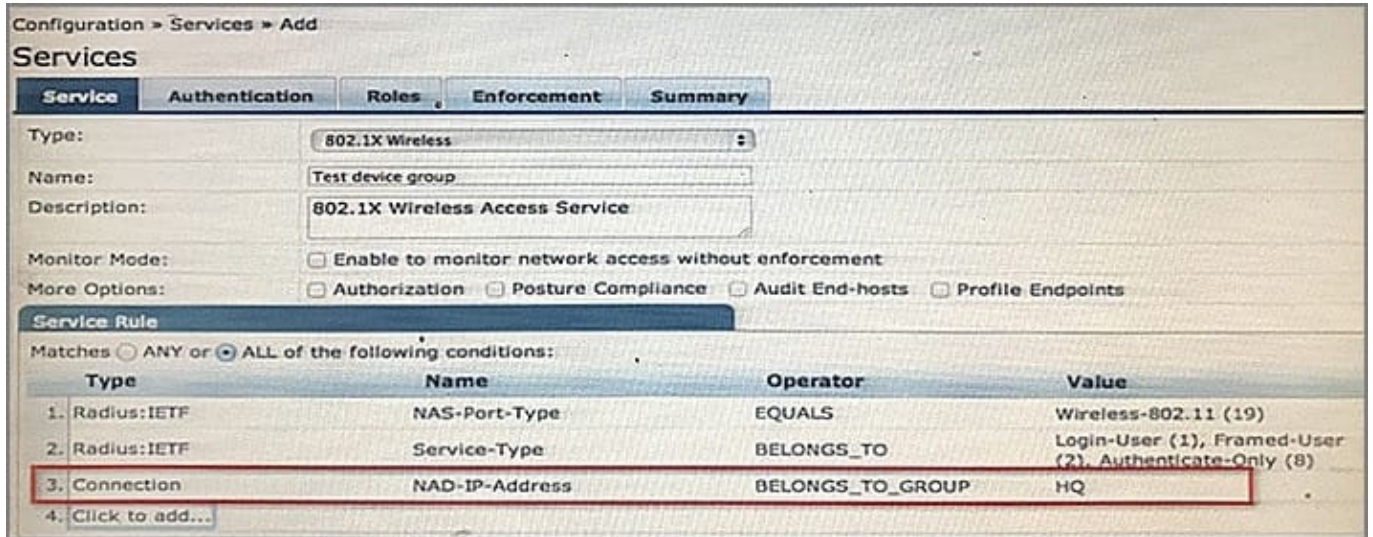 Configuration » Services » Add
Services
Service Authentication Roles Enforcement Summary
Type: 802.1X Wireless
Name: Test device group
Description: 802.1X Wireless Access Service
Monitor Mode: Enable to monitor network access without enforcement
More Options: Authorization Posture Compliance Audit End-hosts Profile Endpoints
Service Rule
Matches ANY or ALL of the following conditions:
Type Name Operator Value
1. Radius:IETF NAS-Port-Type EQUALS Wireless-802.11 (19)
2. Radius:IETF Service-Type BELONGS_TO Login-User (1), Framed-User
(2), Authenticate-Only (8)
3. Connection NAD-IP-Address BELONGS_TO_GROUP HQ
4. Click to add...